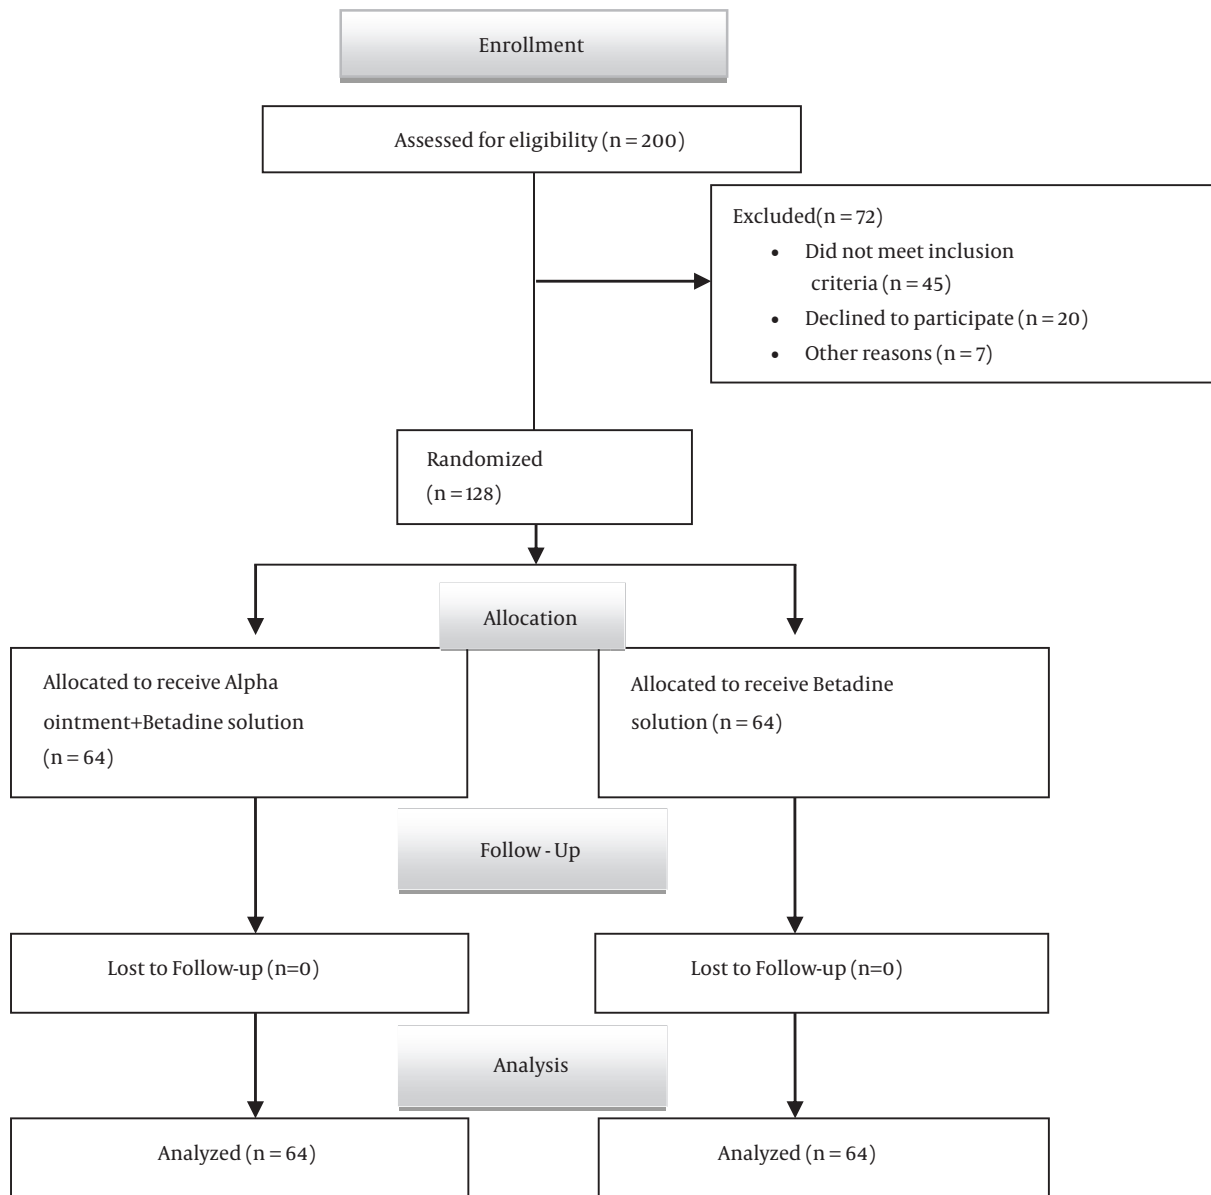 Enrollment
Assessed for eligibility (n = 200)
Excluded(n = 72)
• Did not meet inclusion
criteria (n = 45)
• Declined to participate (n = 20)
• Other reasons (n = 7)
Randomized
(n = 128)
Allocation
Allocated to receive Alpha
ointment+Betadine solution
(n = 64)
Allocated to receive Betadine
solution (n = 64)
Follow - Up
Lost to Follow-up (n=0)
Lost to Follow-up (n=0)
Analysis
Analyzed (n = 64)
Analyzed (n = 64)